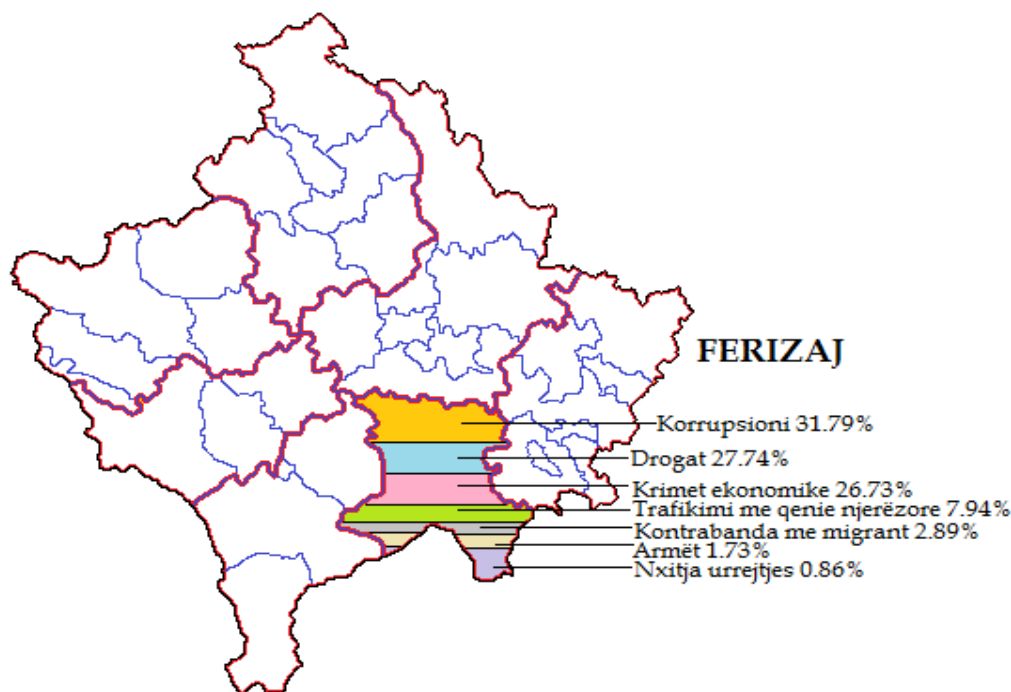 FERIZAJ
Korrupsioni 31.79%
Drogat 27.74%
Krimet ekonomike 26.73%
Trafikimi me qenie njerëzore 7.94%
Kontrabanda me migrant 2.89%
Armët 1.73%
Nxitja urrejtjes 0.86%